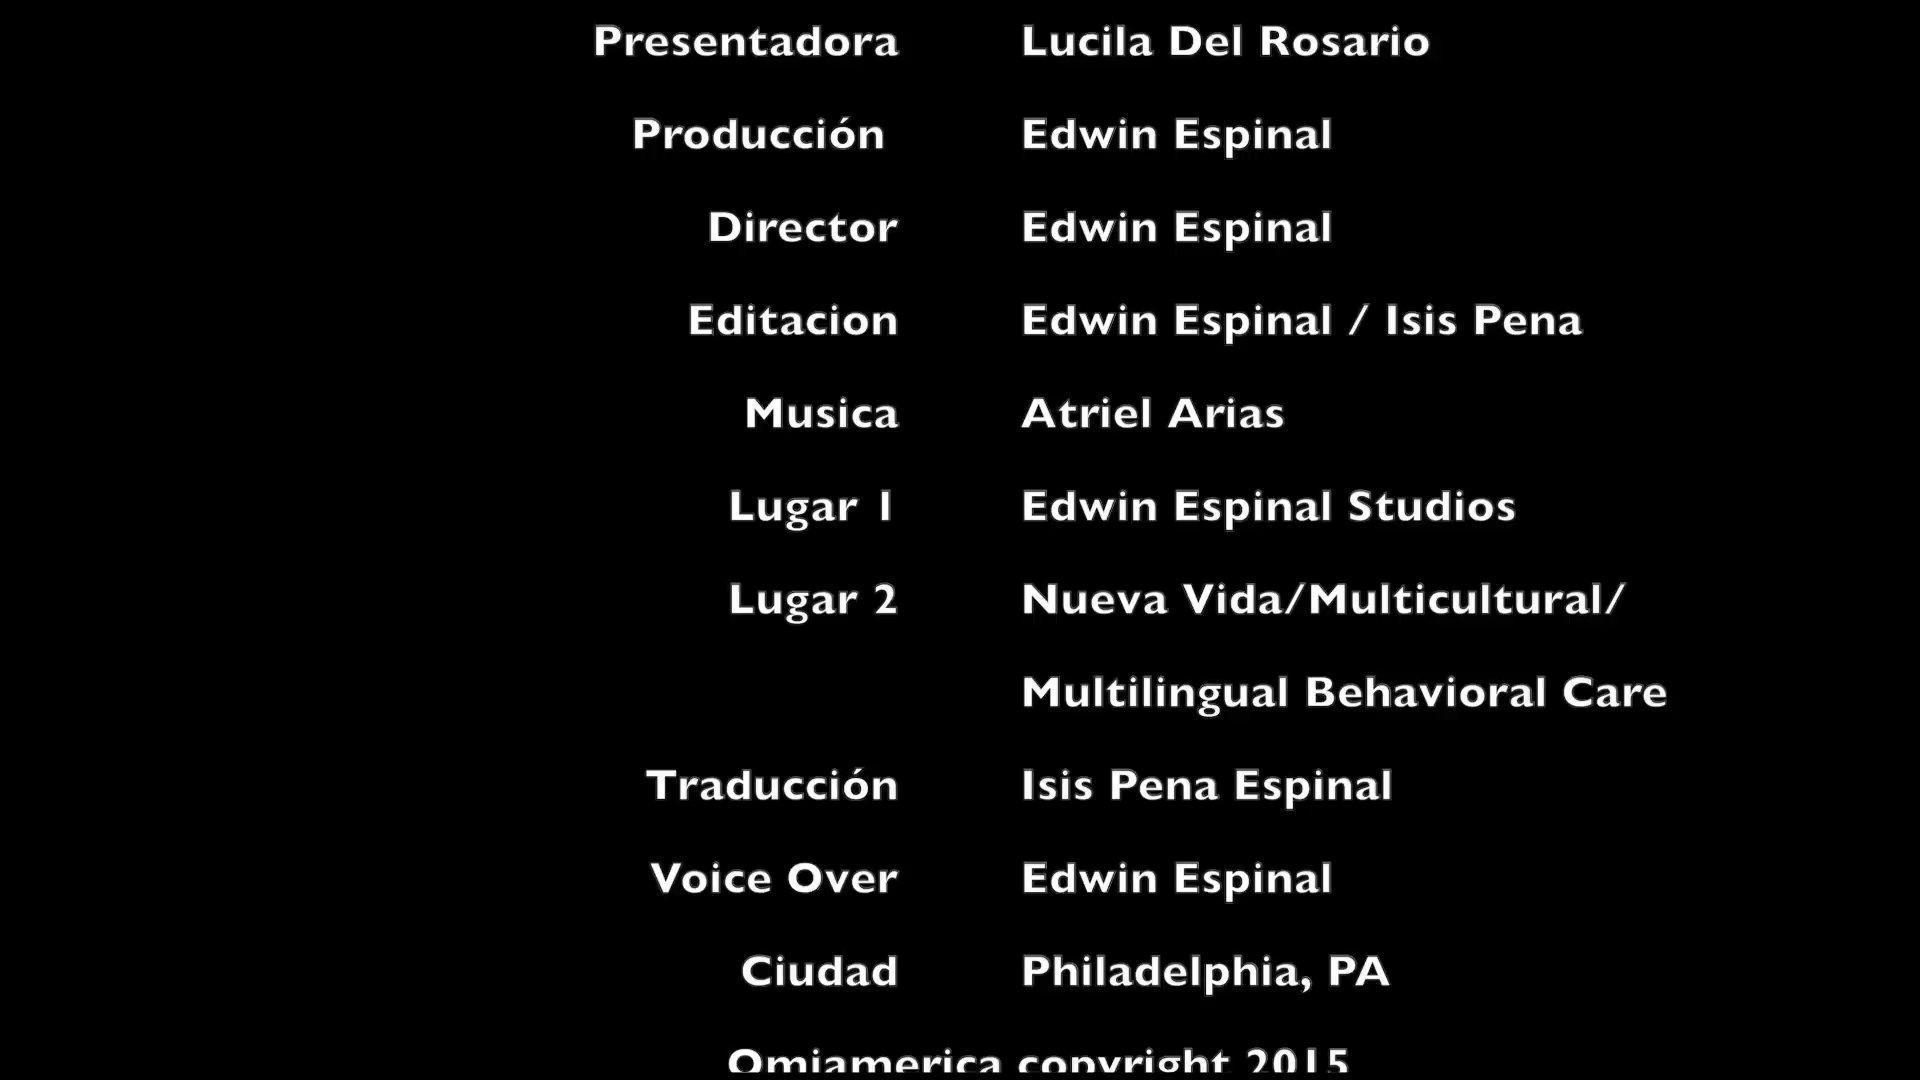 Presentadora Lucila Del Rosario
Producción Edwin Espinal
Director Edwin Espinal
Editacion Edwin Espinal / Isis Pena
Musica Atriel Arias
Lugar 1 Edwin Espinal Studios
Lugar 2 Nueva Vida/Multicultural/
Multilingual Behavioral Care
Traducción Isis Pena Espinal
Voice Over Edwin Espinal
Ciudad Philadelphia, PA
Omiamerica copyright 2015